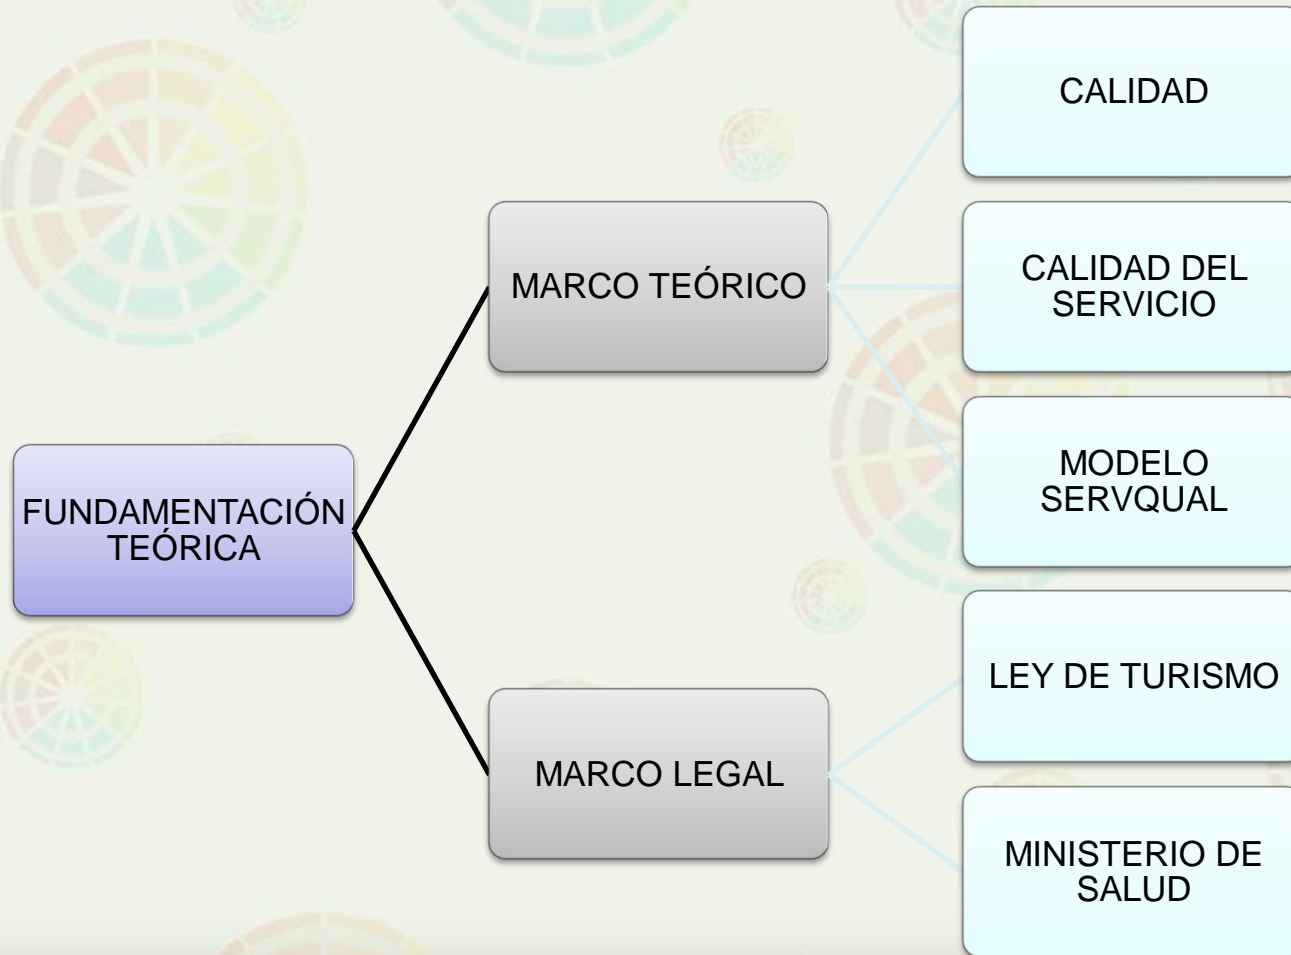 FUNDAMENTACIÓN
TEÓRICA
MARCO TEÓRICO
CALIDAD
CALIDAD DEL
SERVICIO
MODELO
SERVQUAL
MARCO LEGAL
LEY DE TURISMO
MINISTERIO DE
SALUD